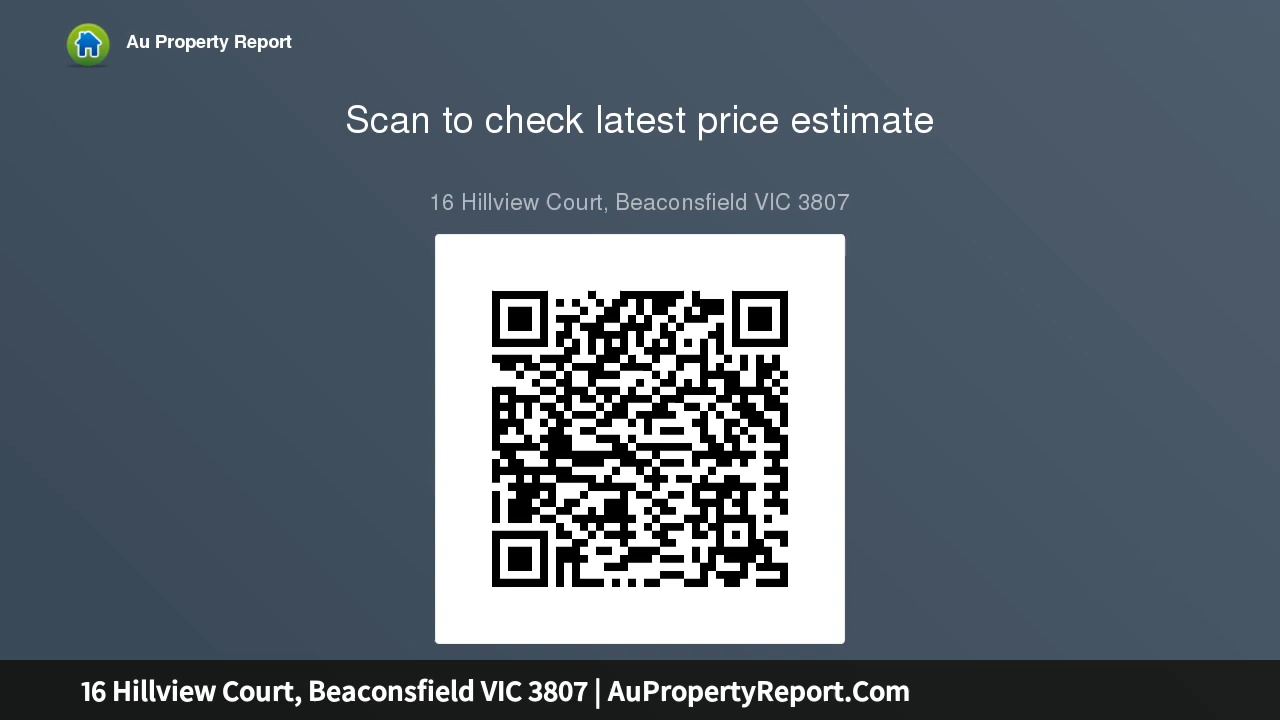 Au Property Report
Scan to check latest price estimate
16 Hillview Court, Beaconsfield VIC 3807
16 Hillview Court, Beaconsfield VIC 3807 | AuPropertyReport.Com